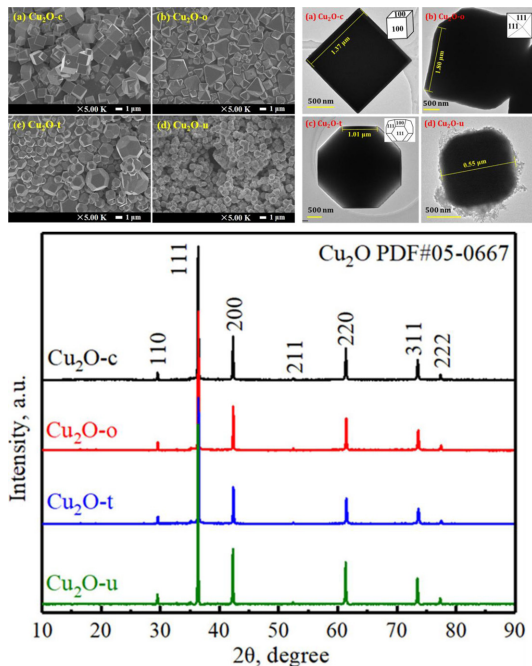 (a) Cu₂O-c
×5.00 K 1 μm
(b) Cu₂O-o
×5.00 K 1 μm
(c) Cu₂O-t
×5.00 K 1 μm
(d) Cu₂O-u
×5.00 K 1 μm
(a) Cu₂O-c
100
100
1.37 μm
500 nm
(b) Cu₂O-o
111
111
1.80 μm
500 nm
(c) Cu₂O-t
100
111
111
1.01 μm
500 nm
(d) Cu₂O-u
0.55 μm
500 nm
Cu₂O PDF#05-0667
110
111
200
211
220
311
222
Cu₂O-c
Cu₂O-o
Cu₂O-t
Cu₂O-u
Intensity, a.u.
10 20 30 40 50 60 70 80 90
2θ, degree